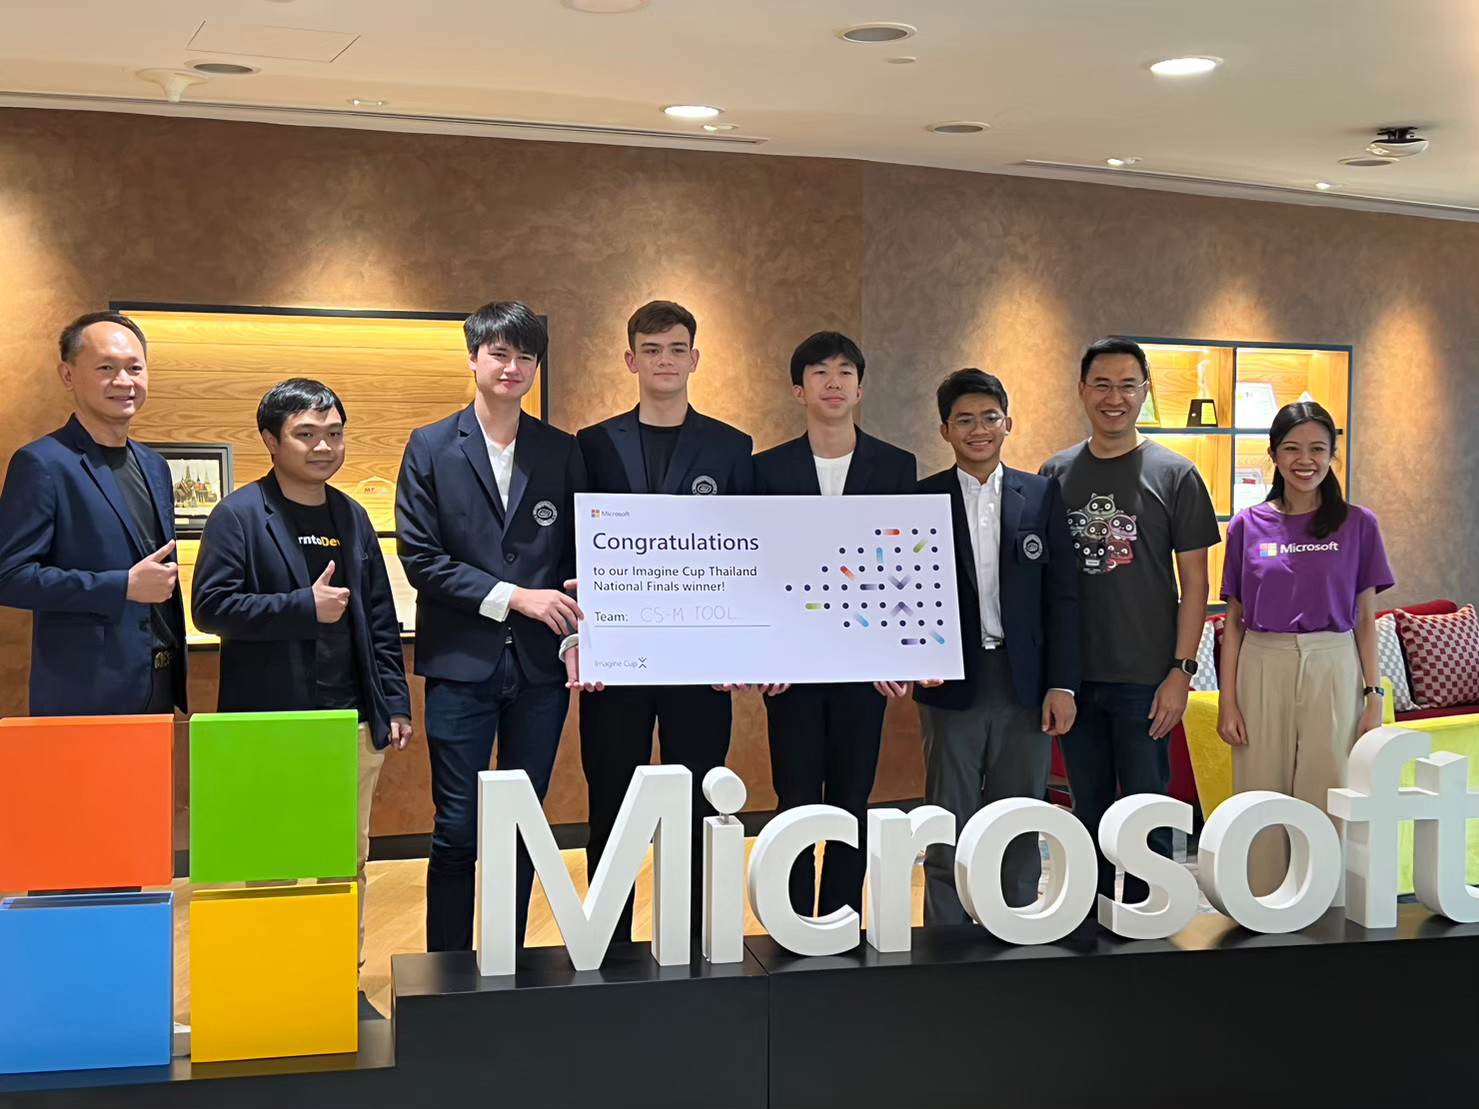 Microsoft
Congratulations
to our Imagine Cup Thailand
National Finals winner!
Team: CS-M TOOL
Imagine Cup
Microsoft
Microsoft